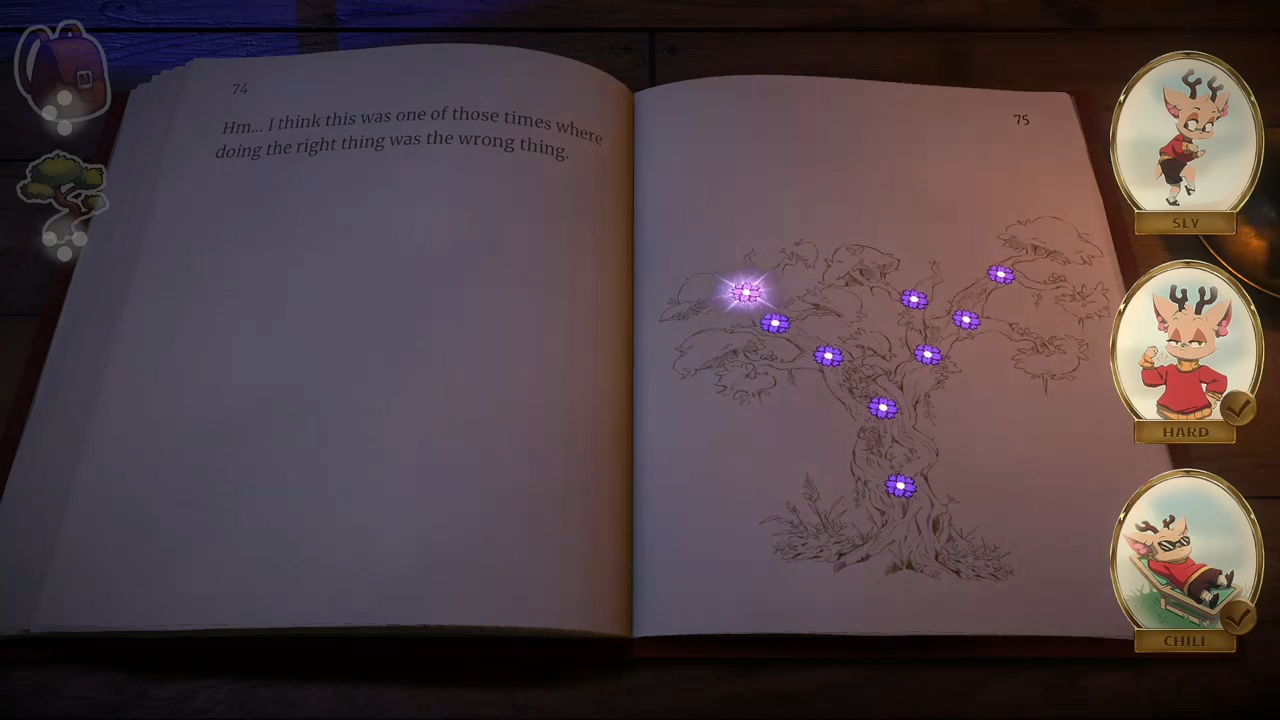 74
Hm... I think this was one of those times where
doing the right thing was the wrong thing.
75
SLY
HARD
CHILL